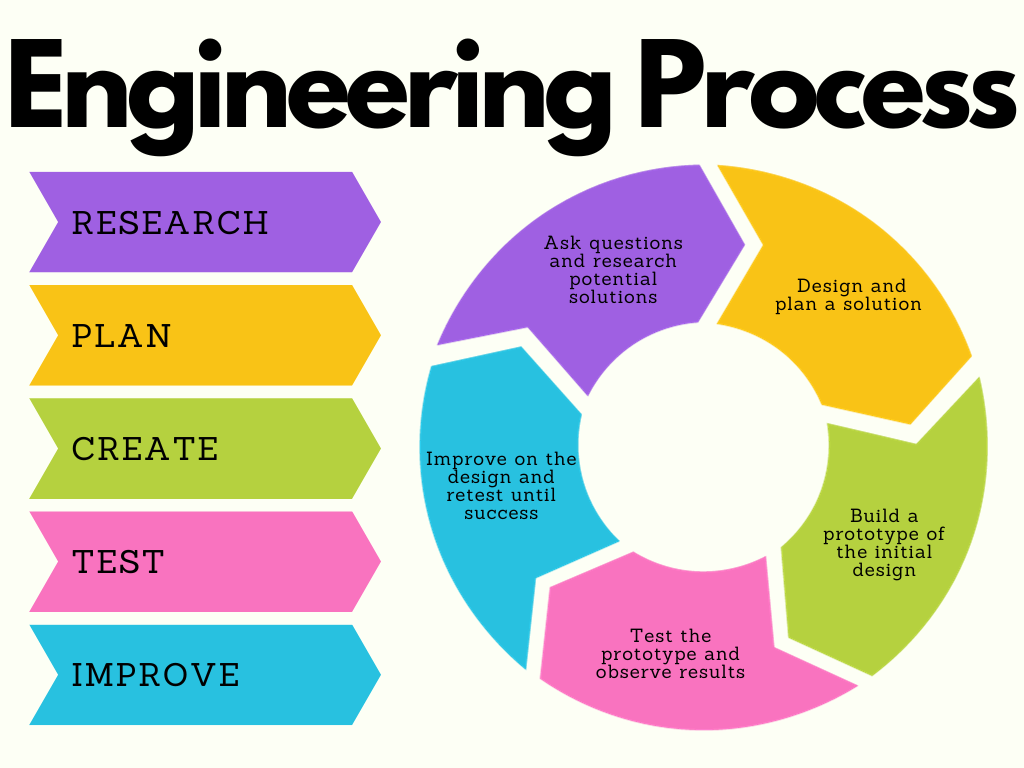 Engineering Process
RESEARCH
PLAN
CREATE
TEST
IMPROVE
Ask questions
and research
potential
solutions
Design and
plan a solution
Build a
prototype of
the initial
design
Test the
prototype and
observe results
Improve on the
design and
retest until
success